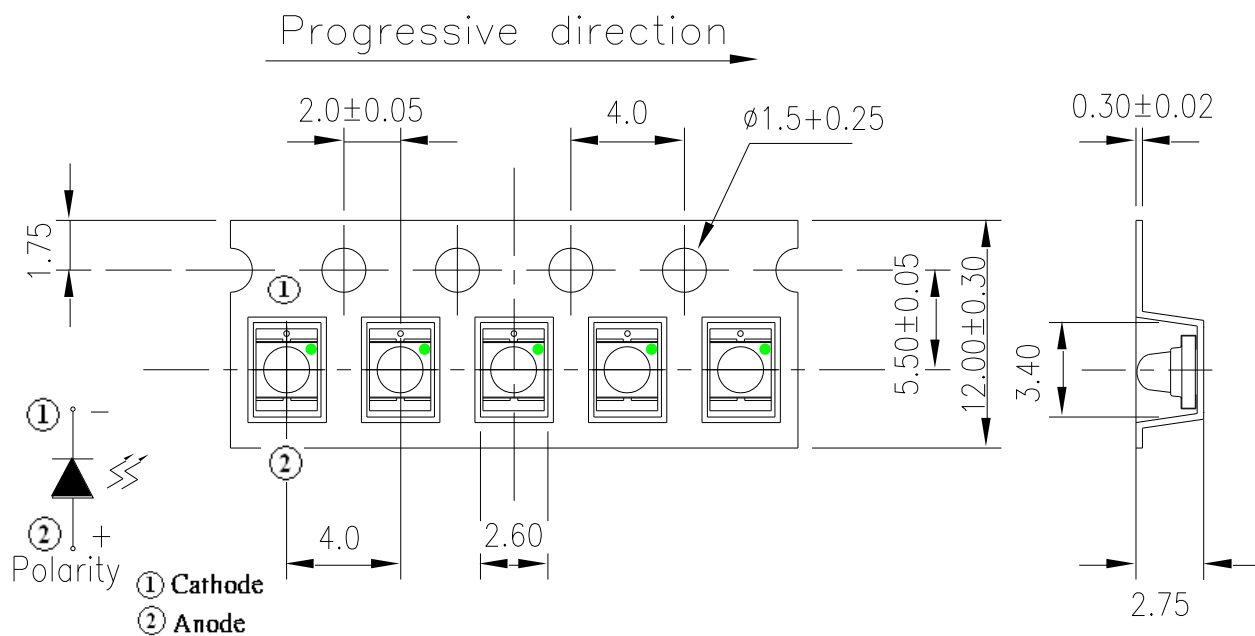 Progressive direction
2.0±0.05
4.0
ø1.5+0.25
0.30±0.02
1.75
①
5.50±0.05
12.00±0.30
3.40
① −
②
② +
Polarity
4.0
2.60
① Cathode
② Anode
2.75